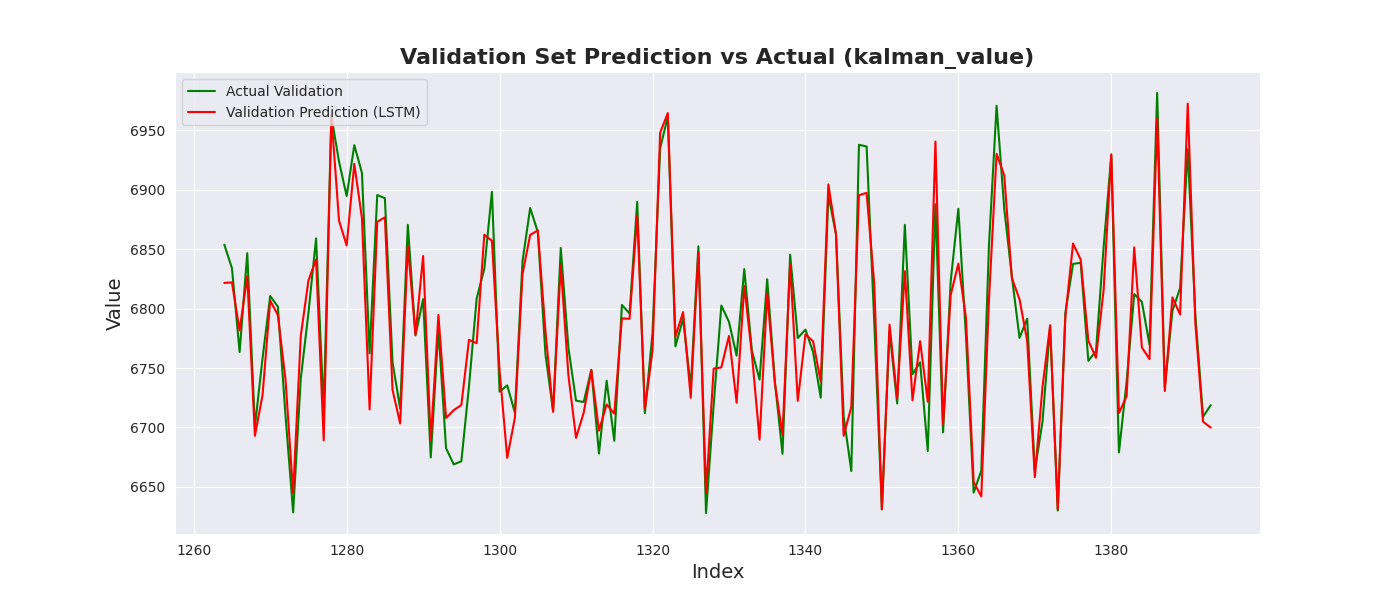 Validation Set Prediction vs Actual (kalman_value)
Actual Validation
Validation Prediction (LSTM)
6950
6900
6850
6800
6750
6700
6650
Value
1260 1280 1300 1320 1340 1360 1380
Index